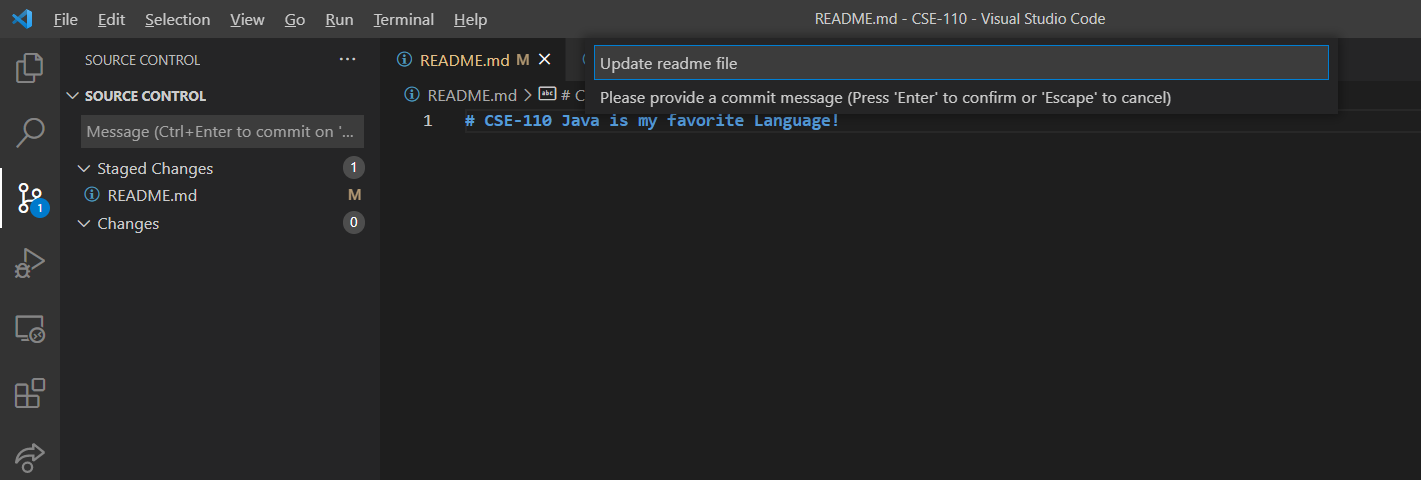 File Edit Selection View Go Run Terminal Help
README.md - CSE-110 - Visual Studio Code
SOURCE CONTROL ···
SOURCE CONTROL
Message (Ctrl+Enter to commit on '...
Staged Changes 1
README.md M
Changes 0
1
README.md M
Update readme file
Please provide a commit message (Press 'Enter' to confirm or 'Escape' to cancel)
README.md > abc # C
1 # CSE-110 Java is my favorite Language!